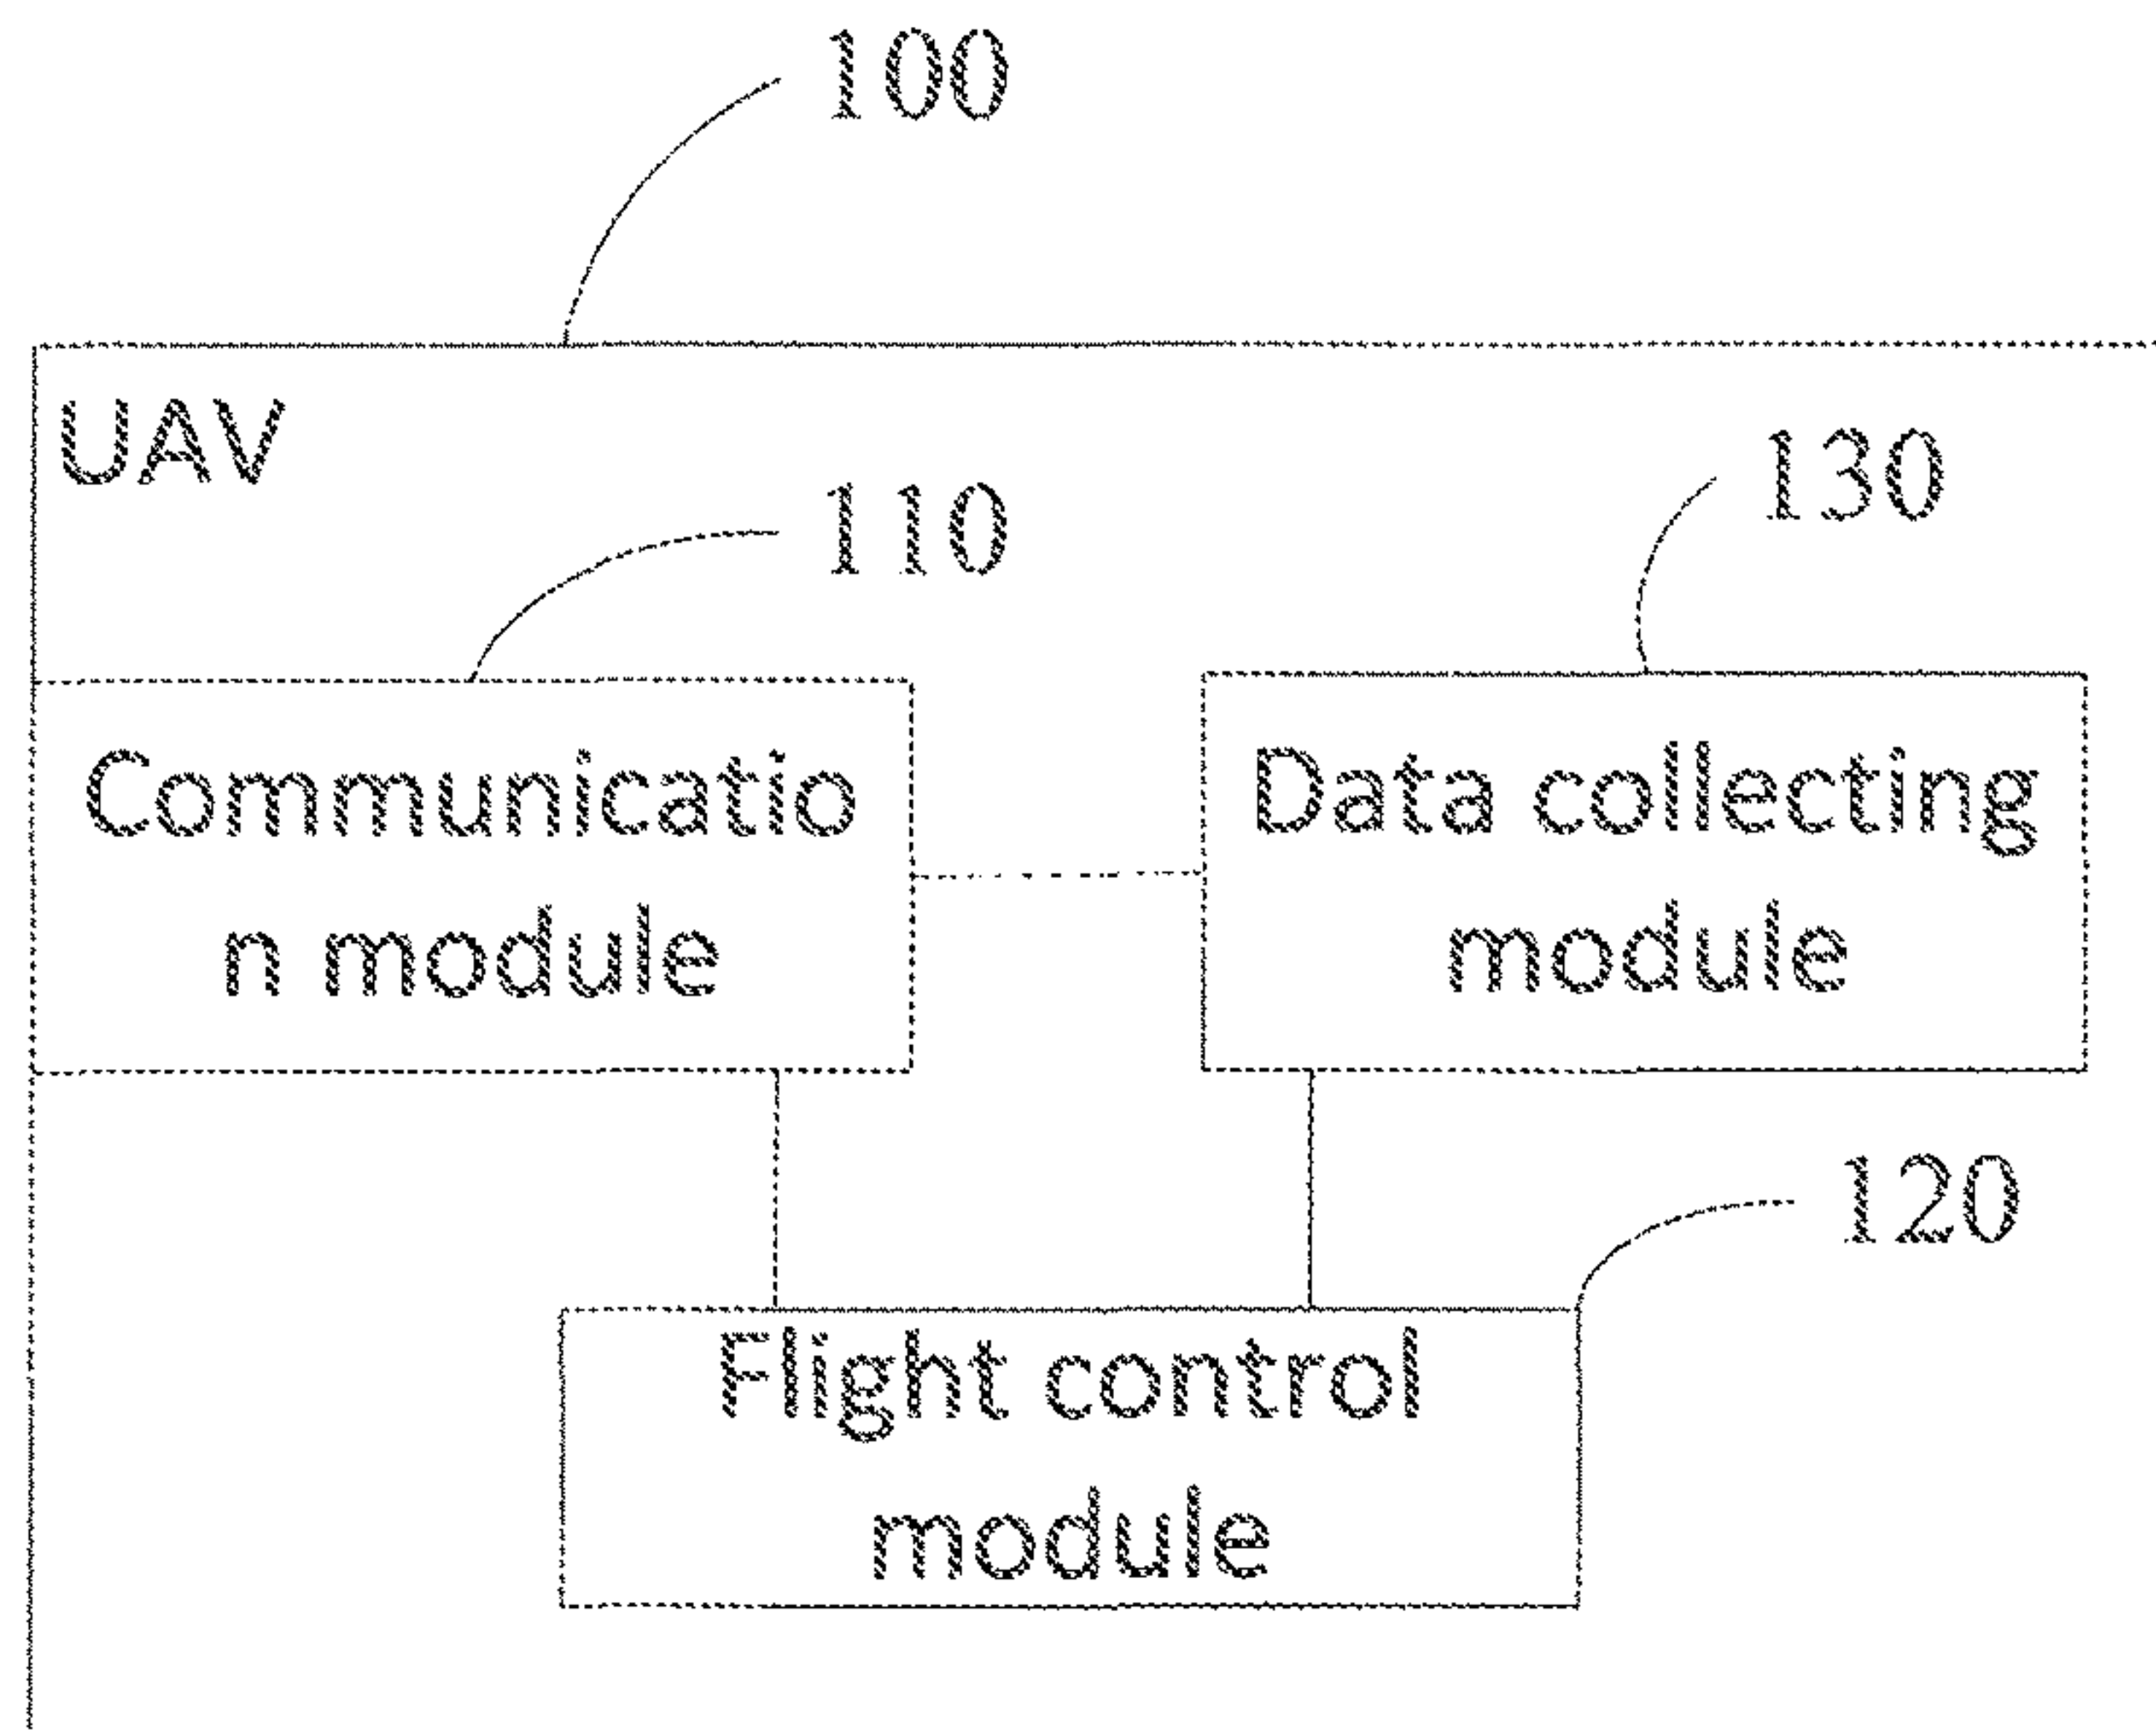 100
UAV
130
110
Communicatio
n module
Data collecting
module
120
Flight control
module